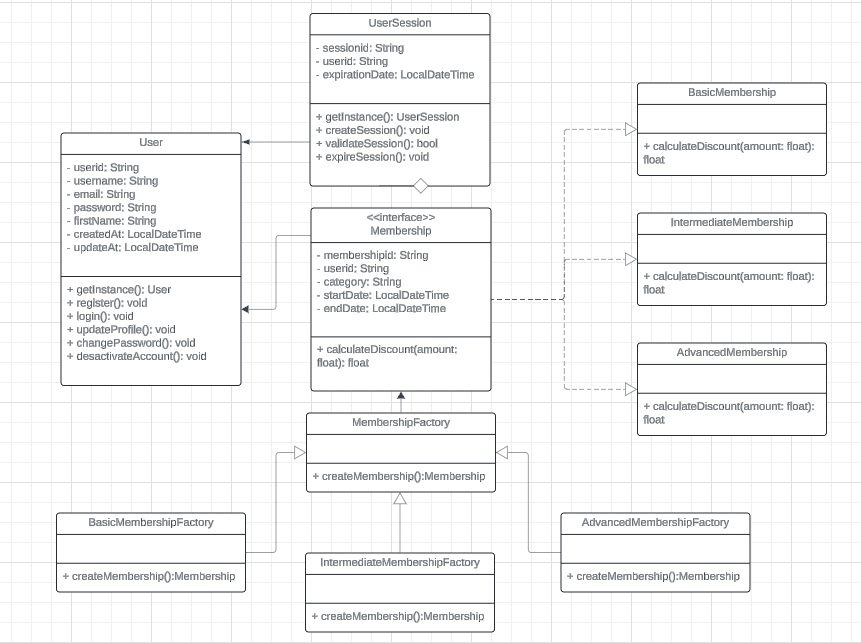 UserSession
- sessionid: String
- userid: String
- expirationDate: LocalDateTime
+ getInstance(): UserSession
+ createSession(): void
+ validateSession(): bool
+ expireSession(): void
User
- userid: String
- username: String
- email: String
- password: String
- firstName: String
- createdAt: LocalDateTime
- updateAt: LocalDateTime
+ getInstance(): User
+ register(): void
+ login(): void
+ updateProfile(): void
+ changePassword(): void
+ desactivateAccount(): void
<<interface>>
Membership
- membershipid: String
- userid: String
- category: String
- startDate: LocalDateTime
- endDate: LocalDateTime
+ calculateDiscount(amount:
float): float
BasicMembership
+ calculateDiscount(amount: float):
float
IntermediateMembership
+ calculateDiscount(amount: float):
float
AdvancedMembership
+ calculateDiscount(amount: float):
float
MembershipFactory
+ createMembership():Membership
BasicMembershipFactory
+ createMembership():Membership
IntermediateMembershipFactory
+ createMembership():Membership
AdvancedMembershipFactory
+ createMembership():Membership